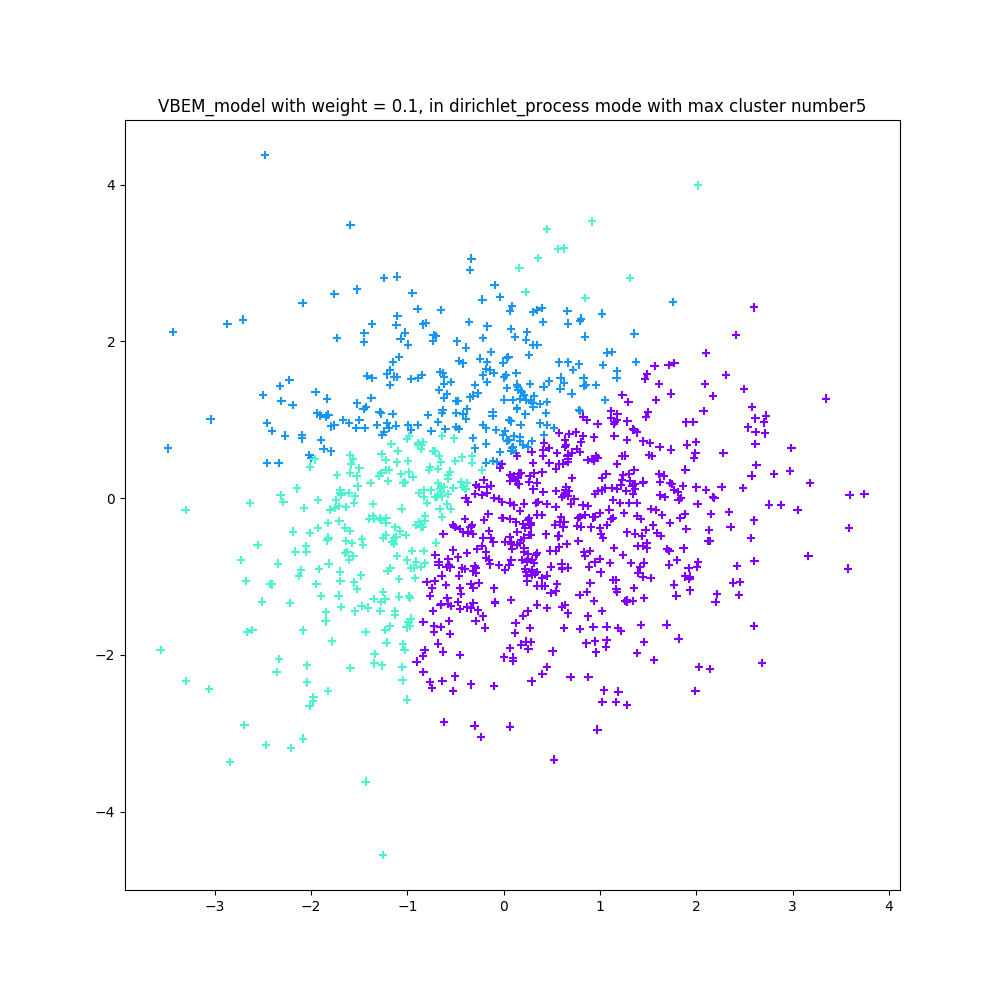 VBEM_model with weight = 0.1, in dirichlet_process mode with max cluster number5
4
2
0
−2
−4
−3 −2 −1 0 1 2 3 4